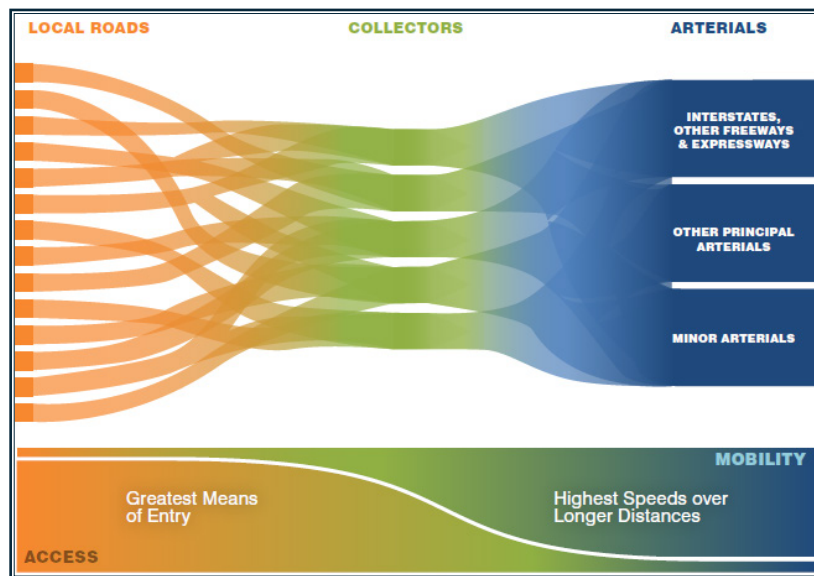 LOCAL ROADS
COLLECTORS
ARTERIALS
INTERSTATES,
OTHER FREEWAYS
& EXPRESSWAYS
OTHER PRINCIPAL
ARTERIALS
MINOR ARTERIALS
MOBILITY
Greatest Means
of Entry
Highest Speeds over
Longer Distances
ACCESS